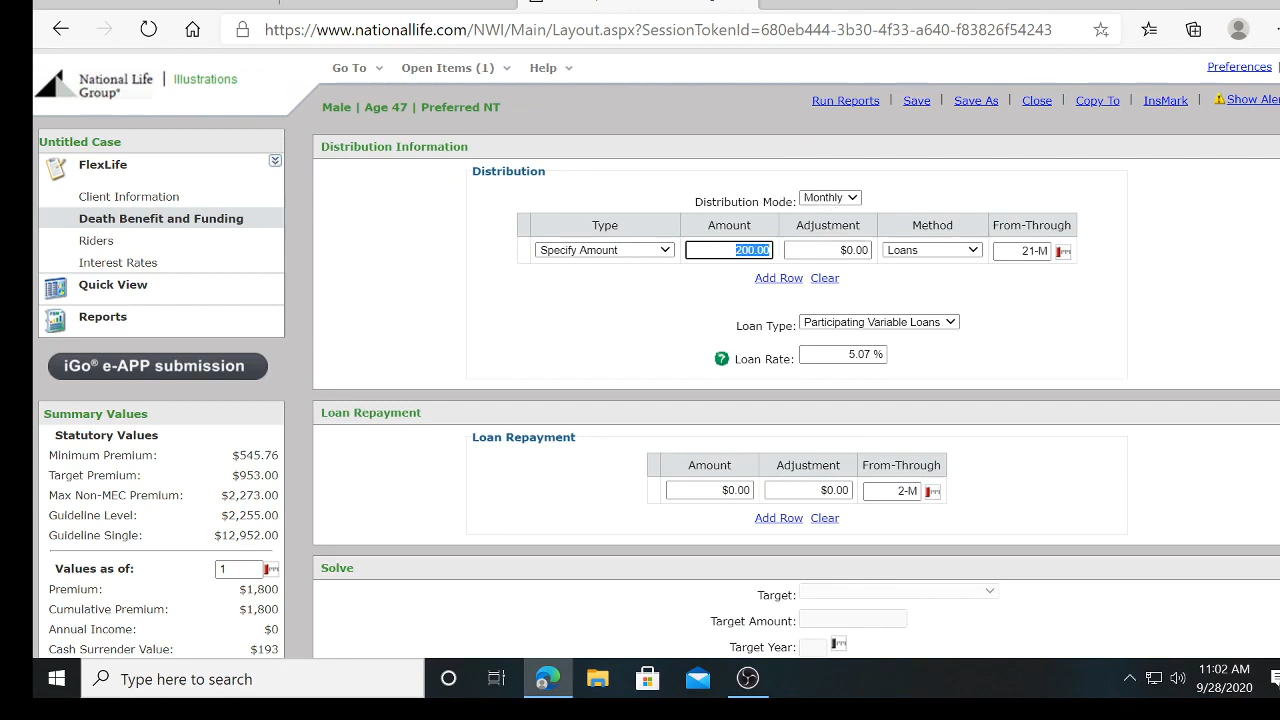 https://www.nationallife.com/NWI/Main/Layout.aspx?SessionTokenId=680eb444-3b30-4f33-a640-f83826f54243
National Life Group® | Illustrations
Go To Open Items (1) Help
Preferences
Male | Age 47 | Preferred NT
Run Reports | Save | Save As | Close | Copy To | InsMark | Show Aler
Untitled Case
FlexLife
Client Information
Death Benefit and Funding
Riders
Interest Rates
Quick View
Reports
iGo® e-APP submission
Summary Values
Statutory Values
Minimum Premium: $545.76
Target Premium: $953.00
Max Non-MEC Premium: $2,273.00
Guideline Level: $2,255.00
Guideline Single: $12,952.00
Values as of: 1
Premium: $1,800
Cumulative Premium: $1,800
Annual Income: $0
Cash Surrender Value: $193
Distribution Information
Distribution
Distribution Mode: Monthly
Type Amount Adjustment Method From-Through
Specify Amount 200.00 $0.00 Loans 21-M
Add Row Clear
Loan Type: Participating Variable Loans
? Loan Rate: 5.07 %
Loan Repayment
Loan Repayment
Amount Adjustment From-Through
$0.00 $0.00 2-M
Add Row Clear
Solve
Target:
Target Amount:
Target Year:
Type here to search
11:02 AM
9/28/2020